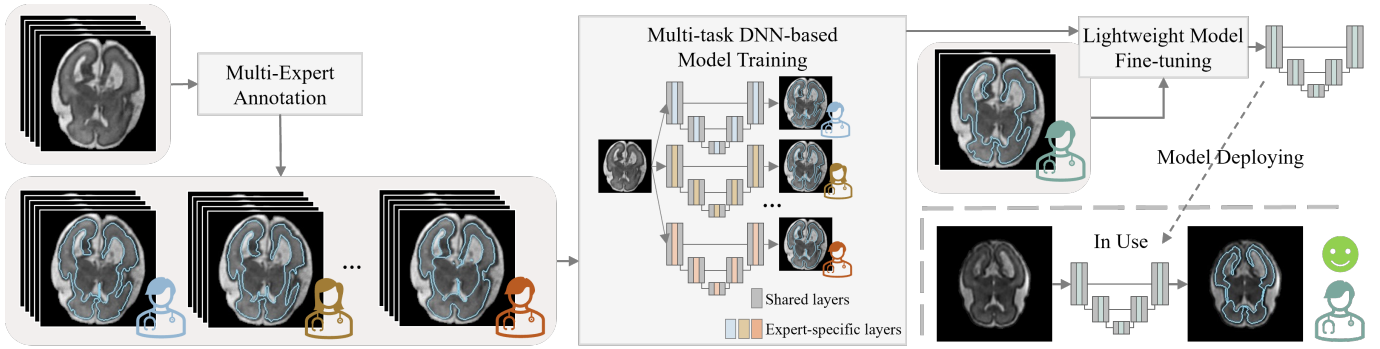 Multi-Expert
Annotation
...
Multi-task DNN-based
Model Training
...
Shared layers
Expert-specific layers
Lightweight Model
Fine-tuning
Model Deploying
In Use